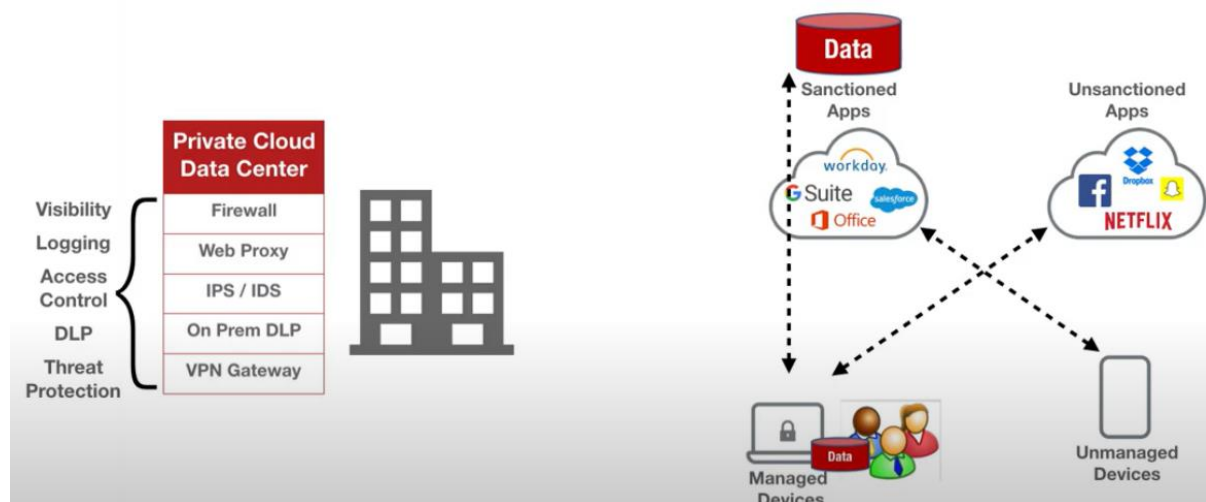 Private Cloud
Data Center
Firewall
Web Proxy
IPS / IDS
On Prem DLP
VPN Gateway
Visibility
Logging
Access
Control
DLP
Threat
Protection
Data
Sanctioned
Apps
workday.
G Suite
salesforce
Office
Unsanctioned
Apps
Dropbox
NETFLIX
Data
Managed
Devices
Unmanaged
Devices